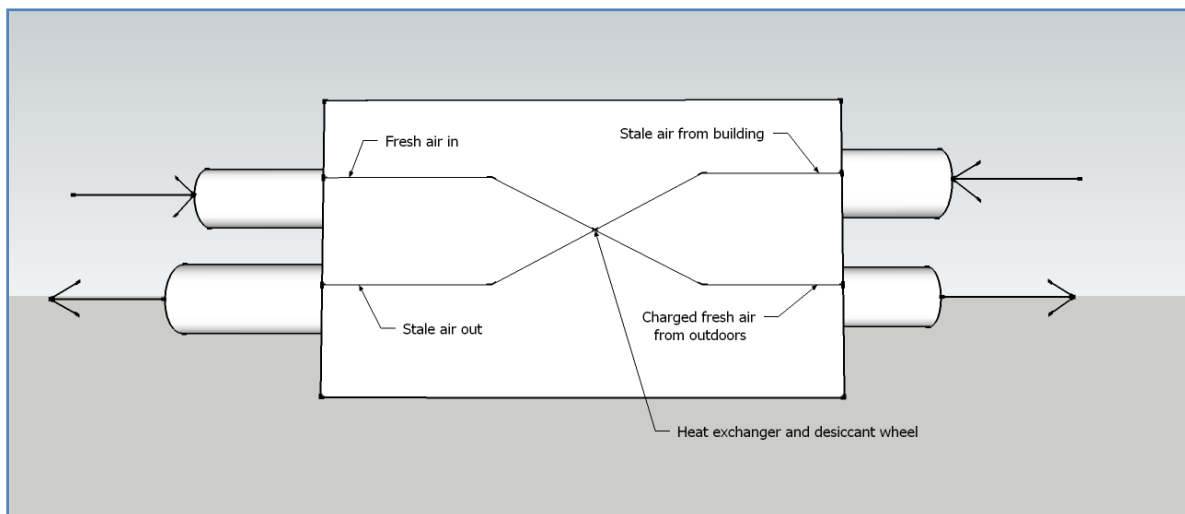 Fresh air in
Stale air from building
Stale air out
Charged fresh air
from outdoors
Heat exchanger and desiccant wheel